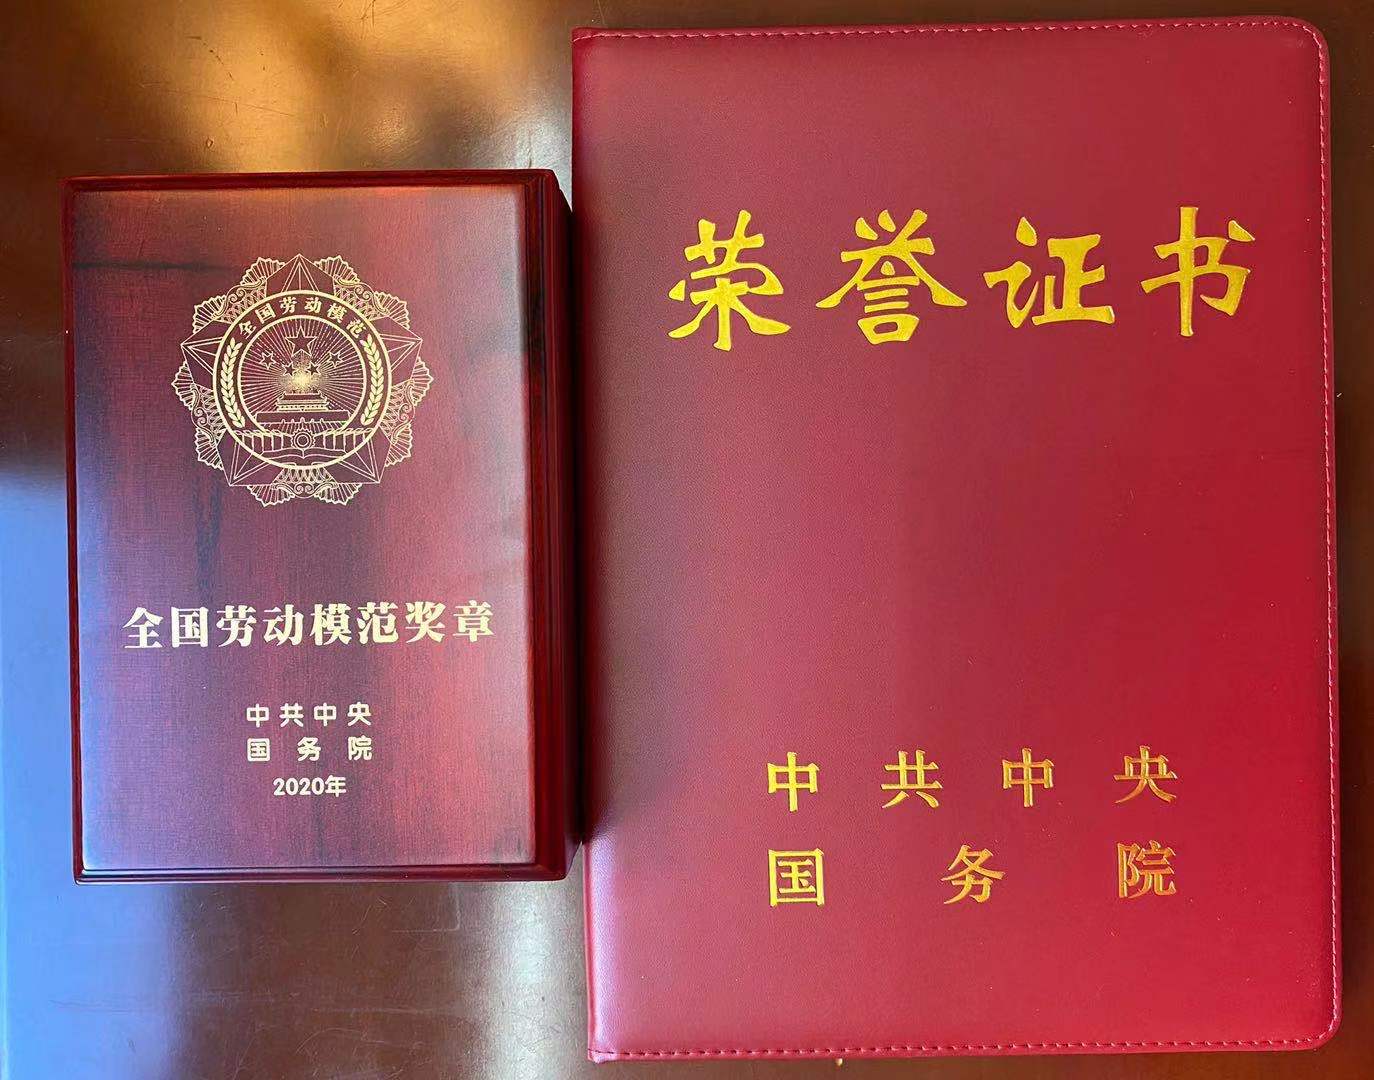 全国劳动模范
全国劳动模范奖章
中共中央
国务院
2020年
荣誉证书
中共中央
国务院